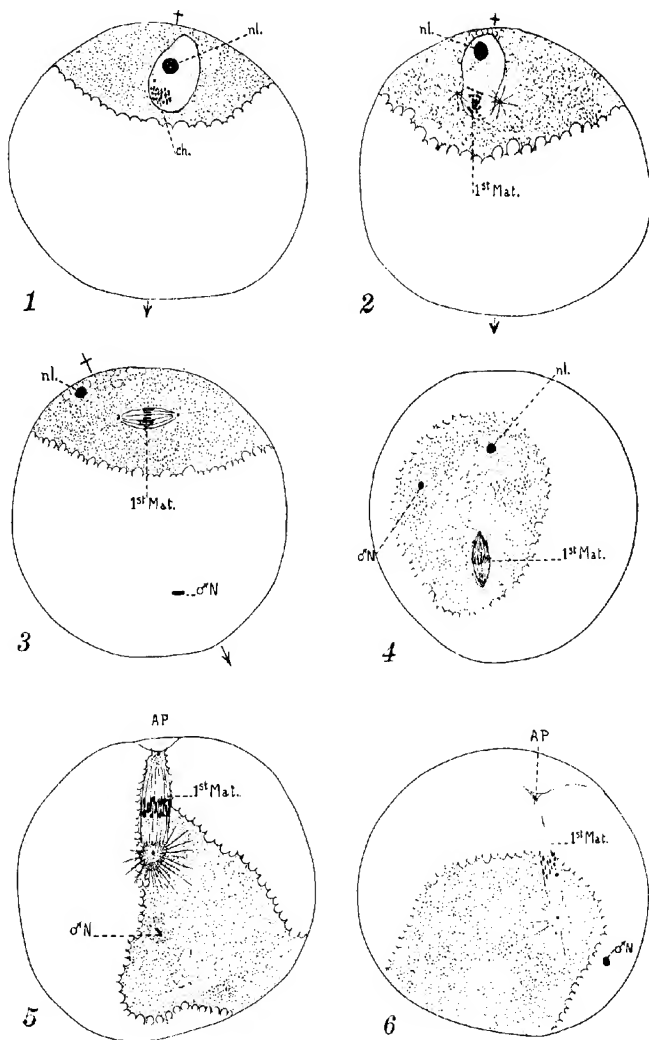 nl.
ch.
1
nl.
1st Mat.
2
nl.
1st Mat.
♂N
3
nl.
♂N
1st Mat.
4
AP
1st Mat.
♂N
5
AP
1st Mat.
♂N
6